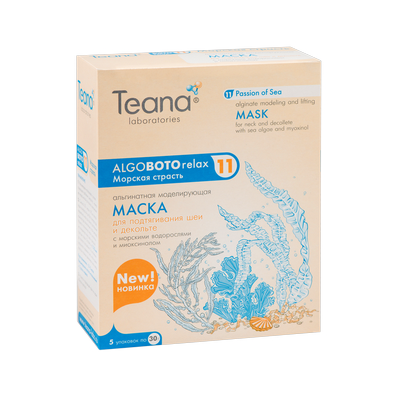 Teana®
laboratories
11 Passion of Sea
alginate modeling and lifting
MASK
for neck and decollete
with sea algae and myoxinol
ALGOBOTOrelax 11
Морская страсть
альгинатная моделирующая
МАСКА
для подтягивания шеи
и декольте
с морскими водорослями
и миоксинолом
New!
новинка
5 упаковок по 30